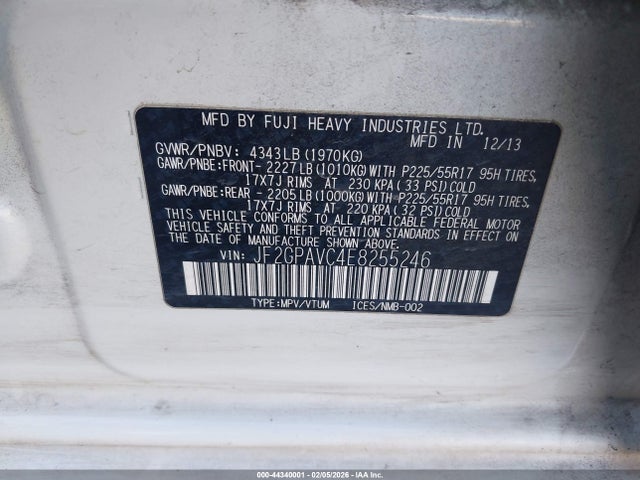 MFD BY FUJI HEAVY INDUSTRIES LTD.
MFD IN 12/13
GVWR/PNBV: 4343LB (1970KG)
GAWR/PNBE:FRONT- 2227LB (1010KG) WITH P225/55R17 95H TIRES,
17X7J RIMS AT 230 KPA (33 PSI) COLD
GAWR/PNBE:REAR - 2205LB (1000KG) WITH P225/55R17 95H TIRES,
17X7J RIMS AT 220 KPA (32 PSI) COLD
THIS VEHICLE CONFORMS TO ALL APPLICABLE FEDERAL MOTOR
VEHICLE SAFETY AND THEFT PREVENTION STANDARDS IN EFFECT
ON THE DATE OF MANUFACTURE SHOWN ABOVE.
VIN: JF2GPAVC4E8255246
TYPE:MPV/VTUM ICES/NMB-002
000-44340001 - 02/05/2026 - COPYRIGHT IAA